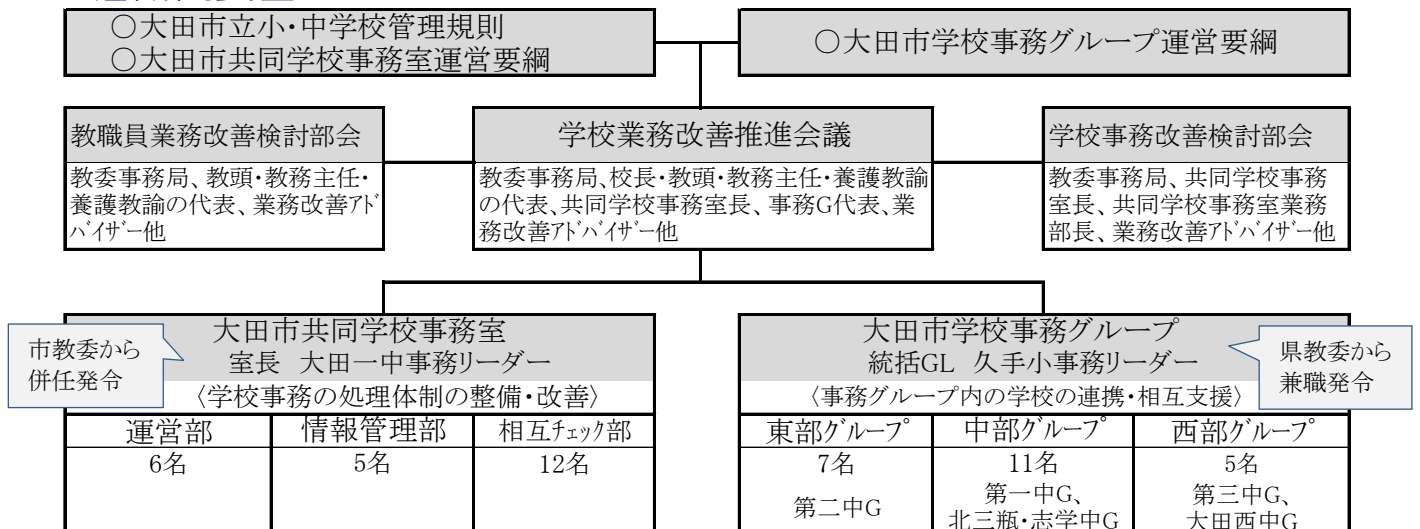 ○大田市立小・中学校管理規則
○大田市共同学校事務室運営要綱
○大田市学校事務グループ運営要綱
教職員業務改善検討部会
教委事務局、教頭・教務主任・
養護教諭の代表、業務改善アド
バイザー他
学校業務改善推進会議
教委事務局、校長・教頭・教務主任・養護教諭
の代表、共同学校事務室長、事務G代表、業
務改善アドバイザー他
学校事務改善検討部会
教委事務局、共同学校事務
室長、共同学校事務室業務
部長、業務改善アドバイザー他
市教委から
併任発令
大田市共同学校事務室
室長 大田一中事務リーダー
〈学校事務の処理体制の整備・改善〉
運営部
6名
情報管理部
5名
相互チェック部
12名
大田市学校事務グループ
統括GL 久手小事務リーダー
県教委から
兼職発令
〈事務グループ内の学校の連携・相互支援〉
東部グループ
7名
第二中G
中部グループ
11名
第一中G、
北三瓶・志学中G
西部グループ
5名
第三中G、
大田西中G